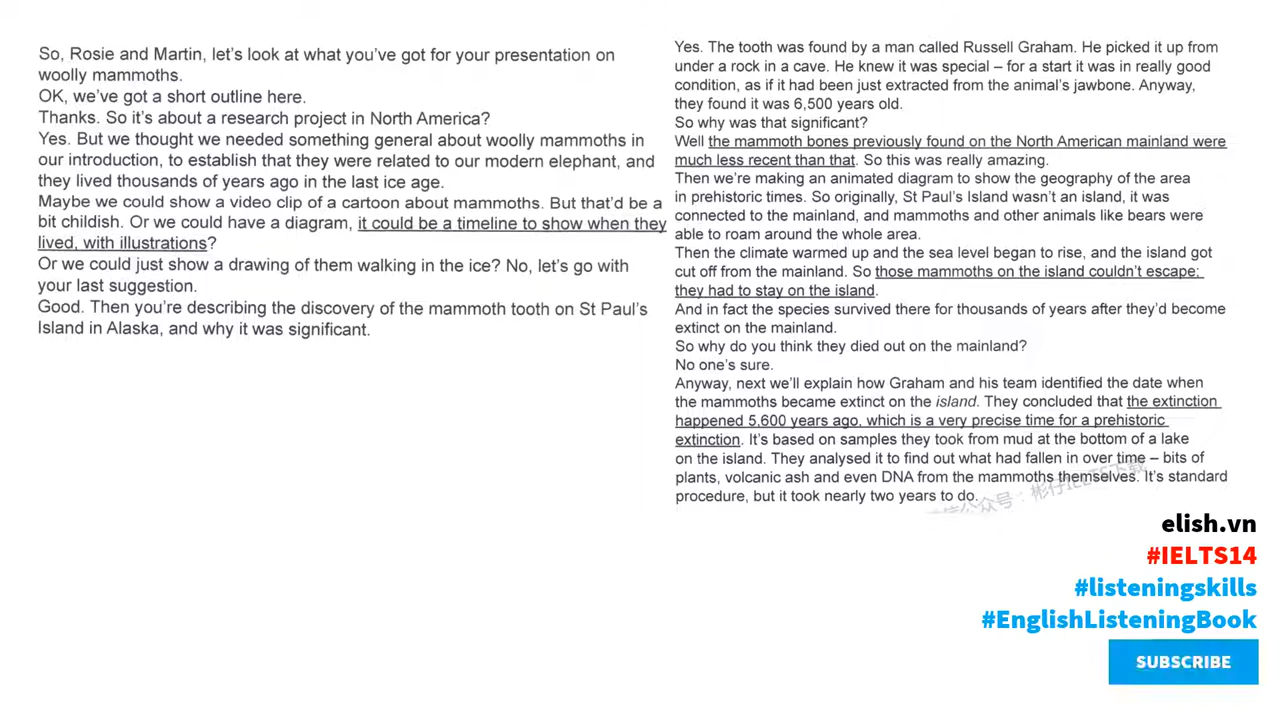 So, Rosie and Martin, let's look at what you've got for your presentation on
woolly mammoths.
OK, we've got a short outline here.
Thanks. So it's about a research project in North America?
Yes. But we thought we needed something general about woolly mammoths in
our introduction, to establish that they were related to our modern elephant, and
they lived thousands of years ago in the last ice age.
Maybe we could show a video clip of a cartoon about mammoths. But that'd be a
bit childish. Or we could have a diagram, it could be a timeline to show when they
lived, with illustrations?
Or we could just show a drawing of them walking in the ice? No, let's go with
your last suggestion.
Good. Then you're describing the discovery of the mammoth tooth on St Paul's
Island in Alaska, and why it was significant.
Yes. The tooth was found by a man called Russell Graham. He picked it up from
under a rock in a cave. He knew it was special – for a start it was in really good
condition, as if it had been just extracted from the animal's jawbone. Anyway,
they found it was 6,500 years old.
So why was that significant?
Well the mammoth bones previously found on the North American mainland were
much less recent than that. So this was really amazing.
Then we're making an animated diagram to show the geography of the area
in prehistoric times. So originally, St Paul's Island wasn't an island, it was
connected to the mainland, and mammoths and other animals like bears were
able to roam around the whole area.
Then the climate warmed up and the sea level began to rise, and the island got
cut off from the mainland. So those mammoths on the island couldn't escape;
they had to stay on the island.
And in fact the species survived there for thousands of years after they'd become
extinct on the mainland.
So why do you think they died out on the mainland?
No one's sure.
Anyway, next we'll explain how Graham and his team identified the date when
the mammoths became extinct on the island. They concluded that the extinction
happened 5,600 years ago, which is a very precise time for a prehistoric
extinction. It's based on samples they took from mud at the bottom of a lake
on the island. They analysed it to find out what had fallen in over time – bits of
plants, volcanic ash and even DNA from the mammoths themselves. It's standard
procedure, but it took nearly two years to do.
公众号：彬仔IELTS下载
elish.vn
#IELTS14
#listeningskills
#EnglishListeningBook
SUBSCRIBE